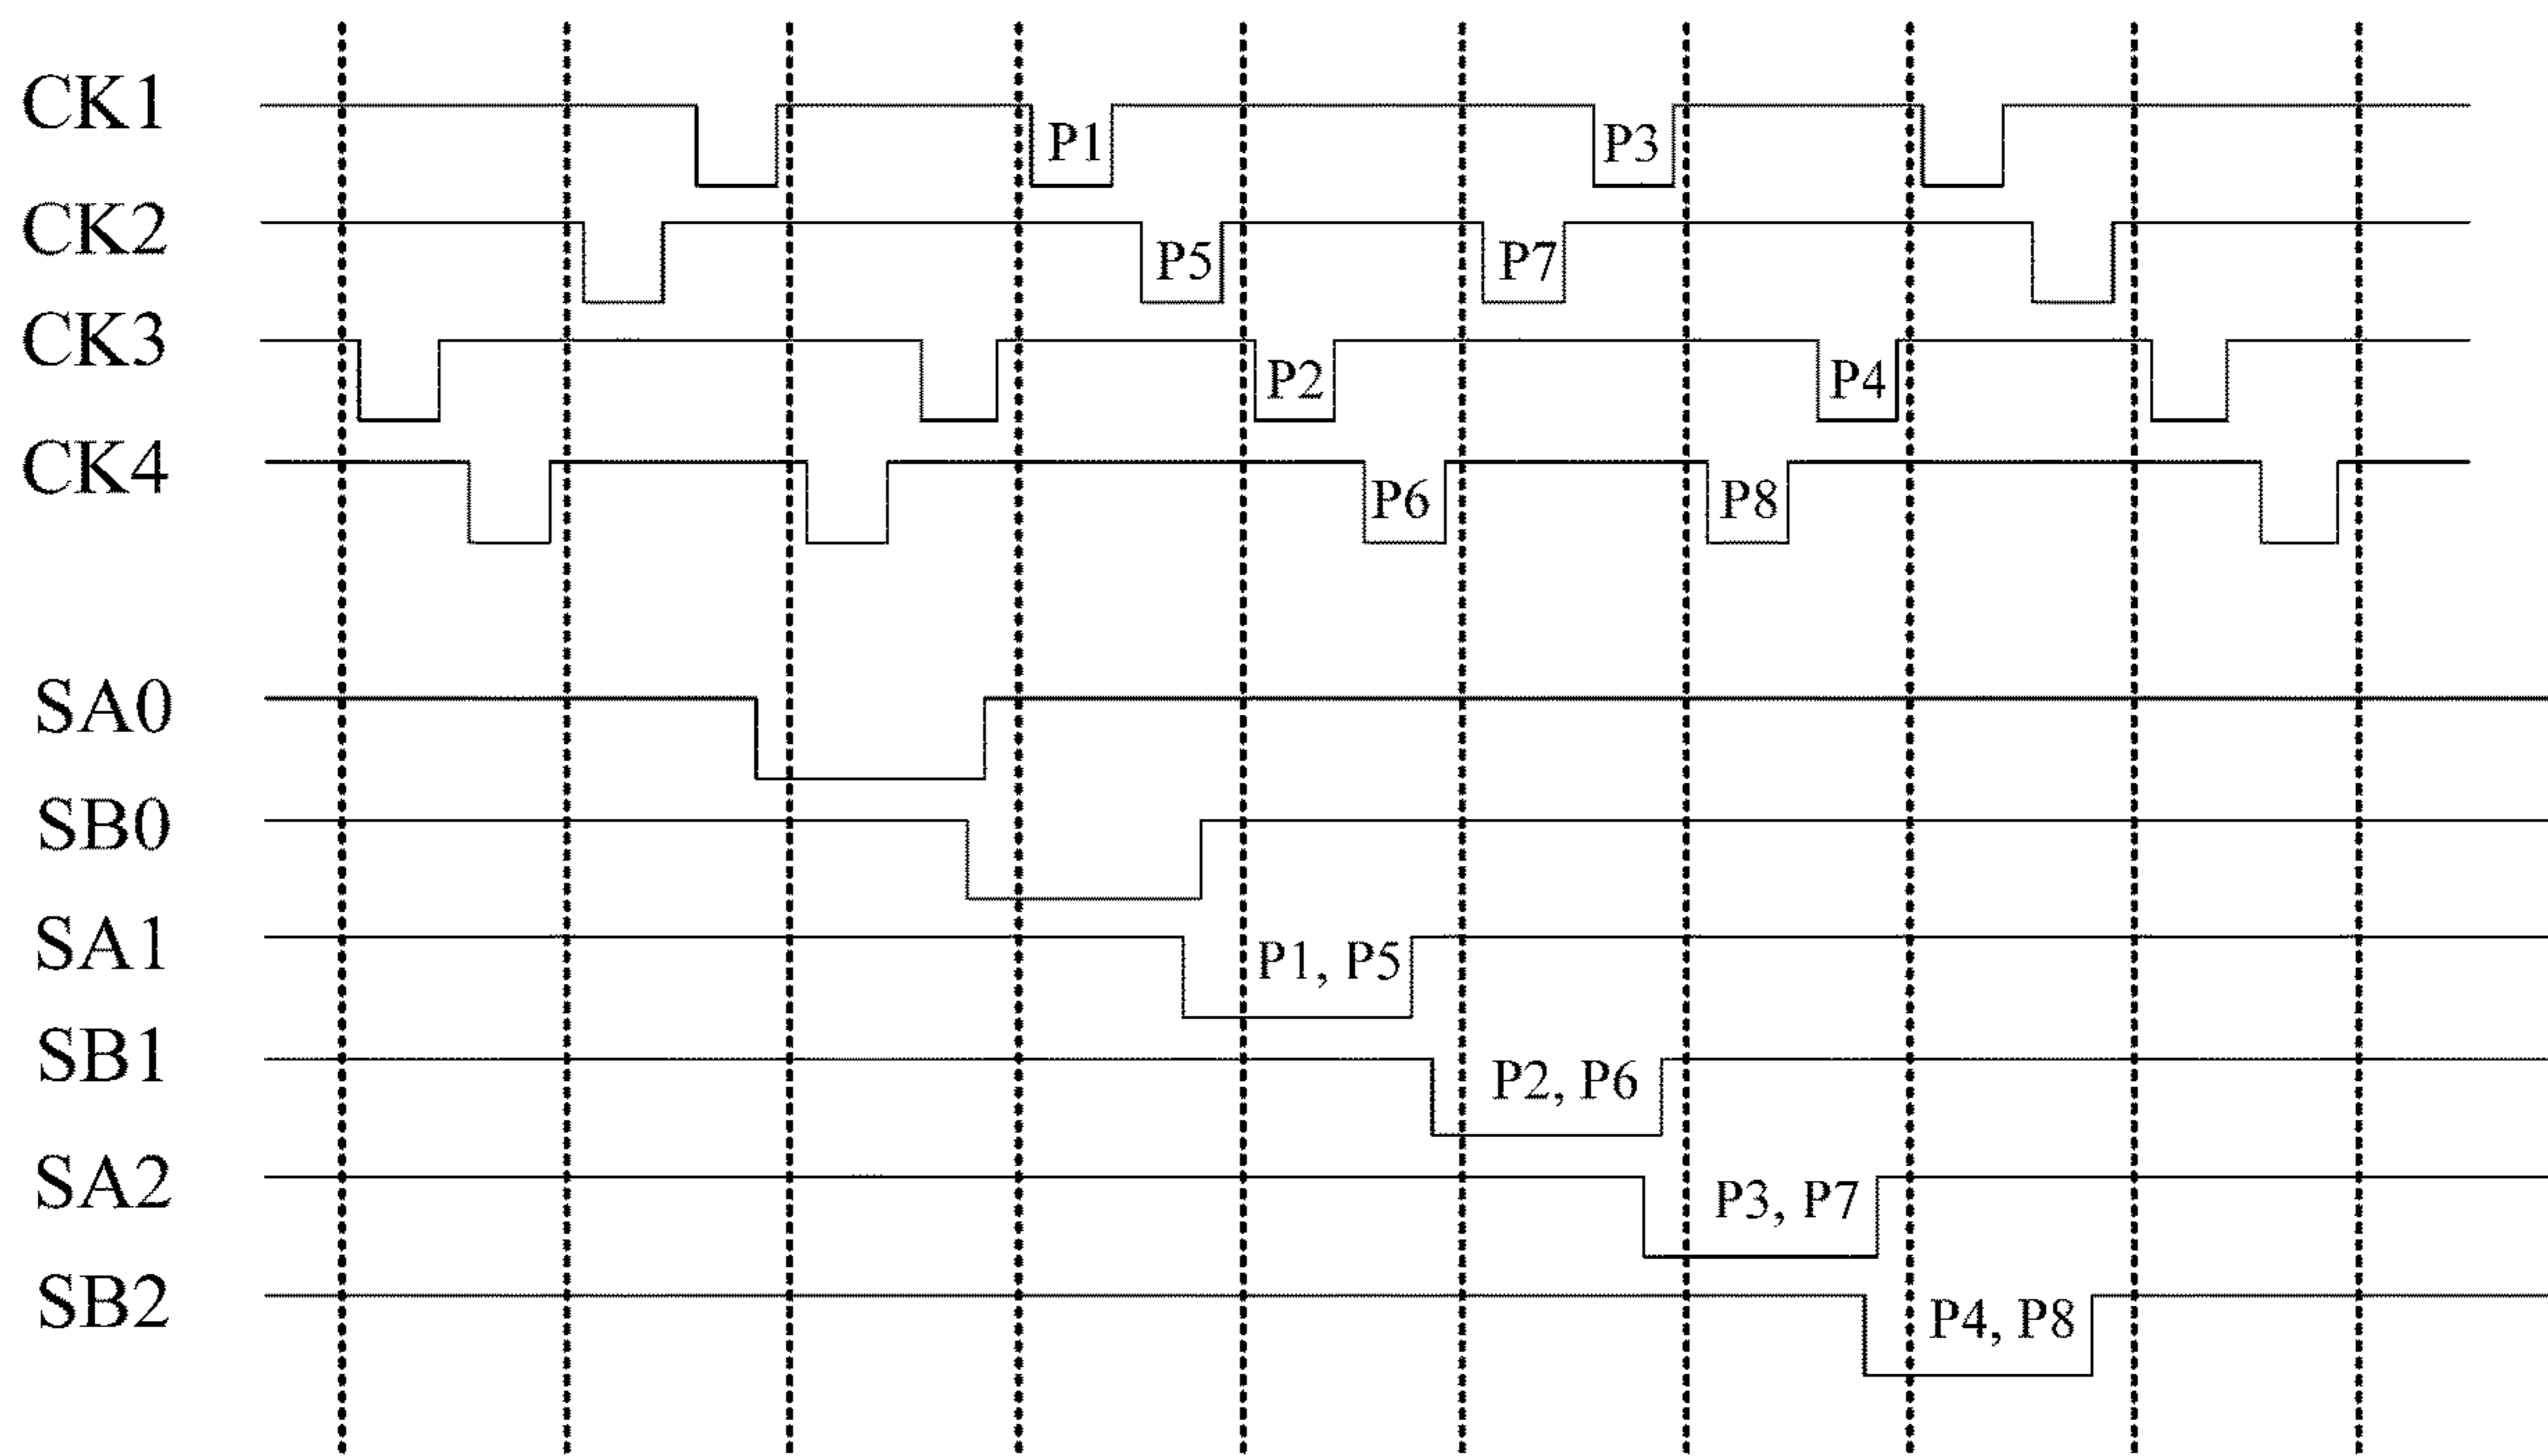 CK1 P1 P3
CK2 P5 P7
CK3 P2 P4
CK4 P6 P8
SA0
SB0
SA1 P1, P5
SB1 P2, P6
SA2 P3, P7
SB2 P4, P8